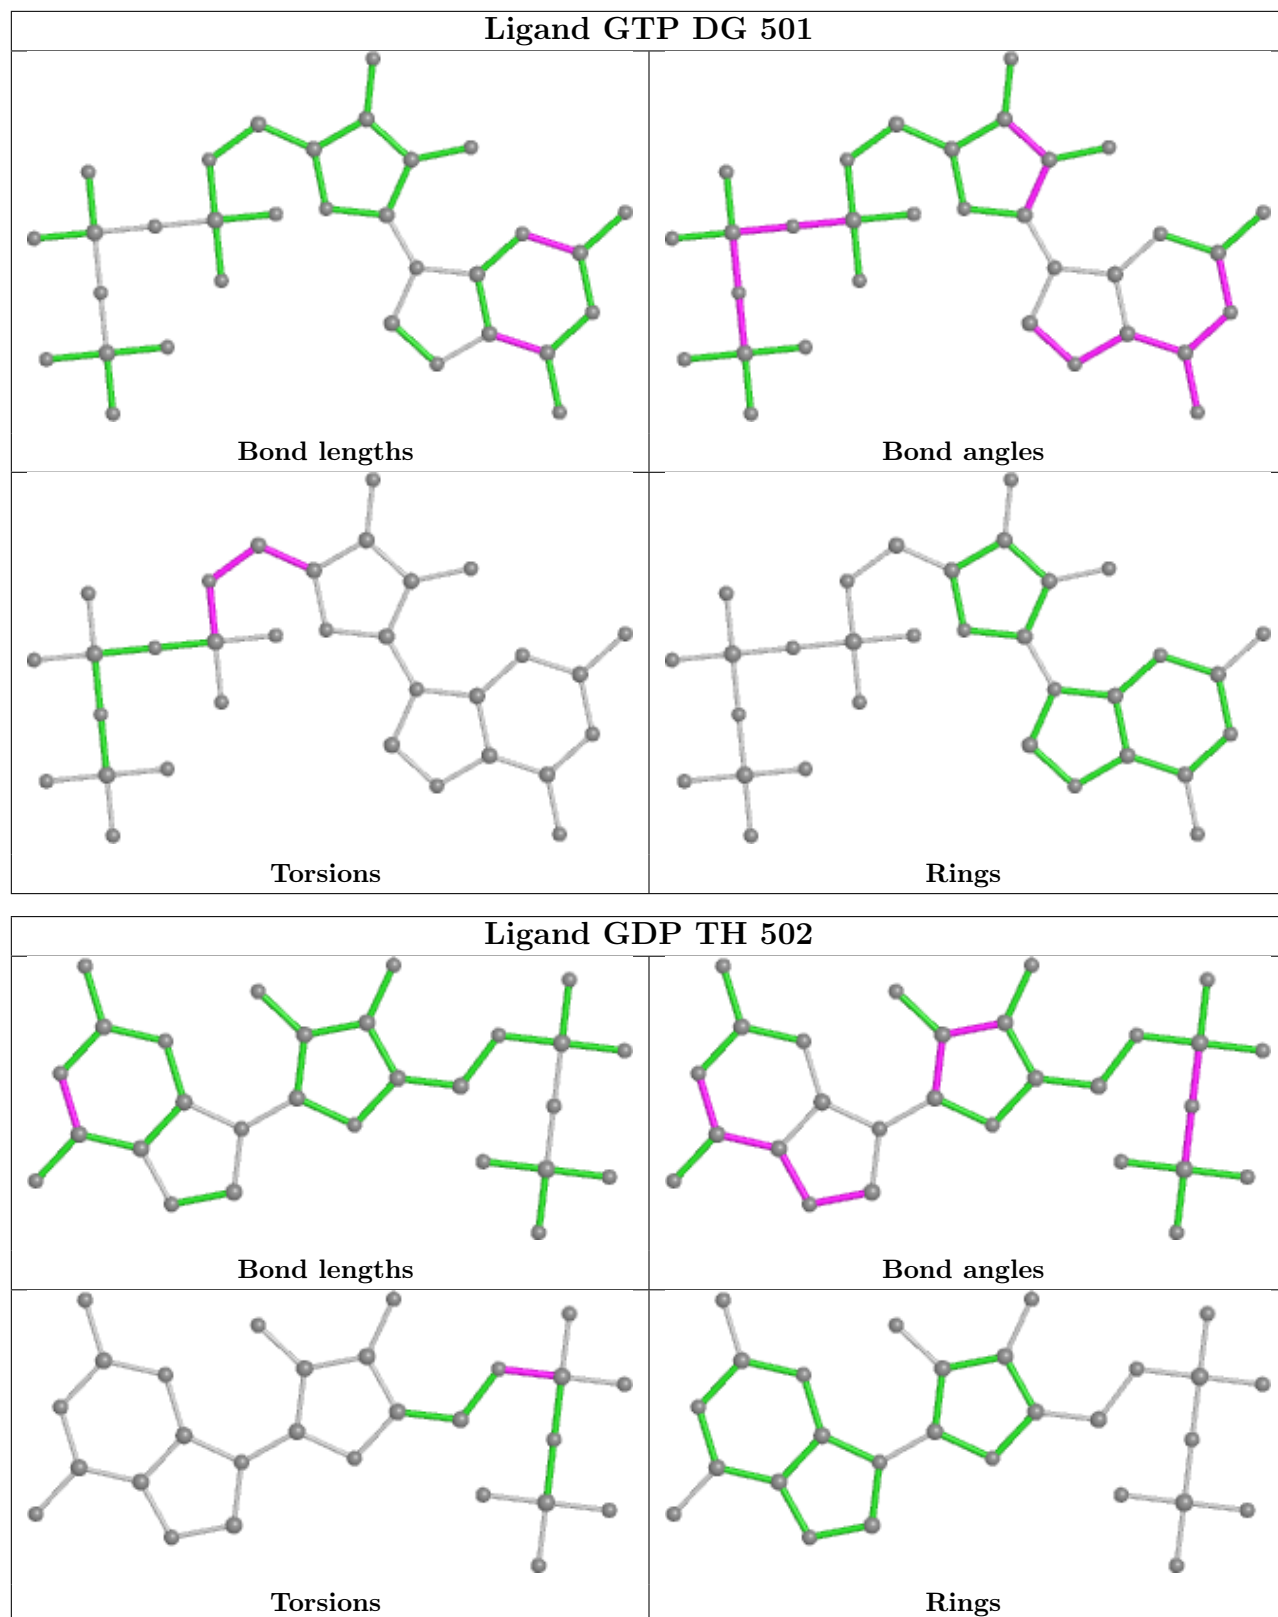 Ligand GTP DG 501
Bond lengths
Bond angles
Torsions
Rings
Ligand GDP TH 502
Bond lengths
Bond angles
Torsions
Rings